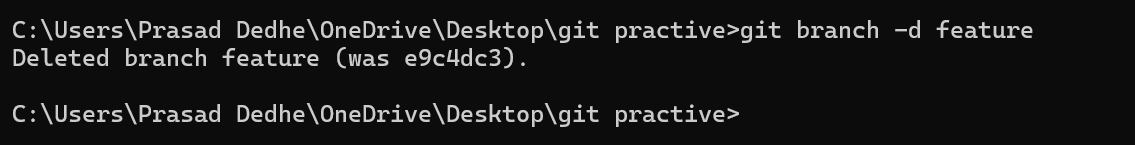 C:\Users\Prasad Dedhe\OneDrive\Desktop\git practive>git branch -d feature
Deleted branch feature (was e9c4dc3).
C:\Users\Prasad Dedhe\OneDrive\Desktop\git practive>